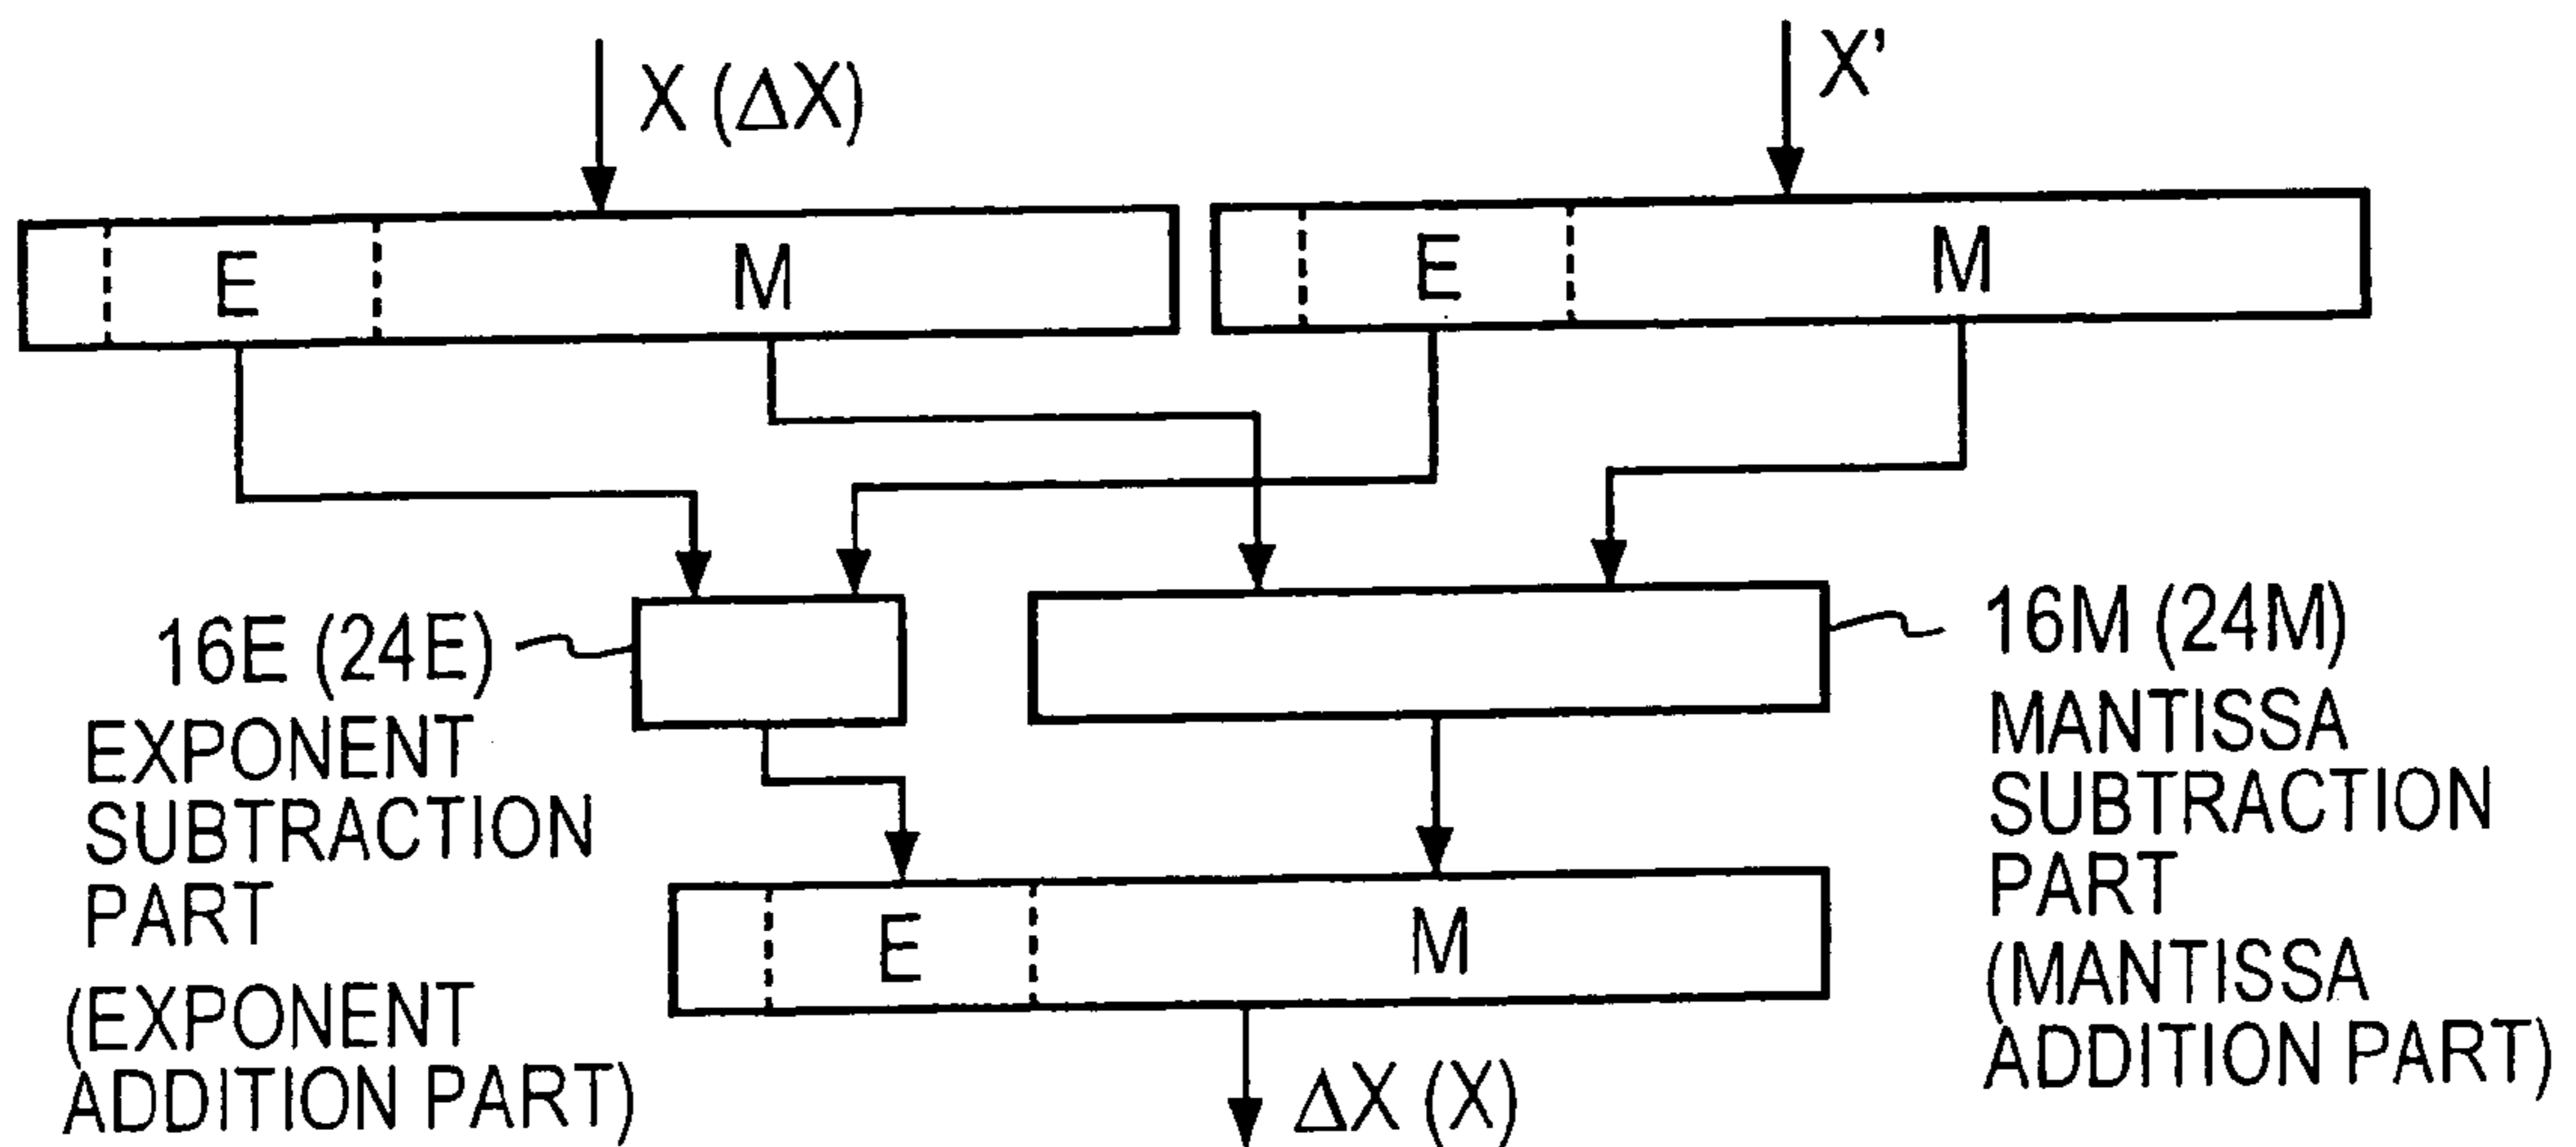 X (ΔX)
X'
E
M
E
M
16E (24E)
EXPONENT
SUBTRACTION
PART
(EXPONENT
ADDITION PART)
16M (24M)
MANTISSA
SUBTRACTION
PART
(MANTISSA
ADDITION PART)
E
M
ΔX (X)